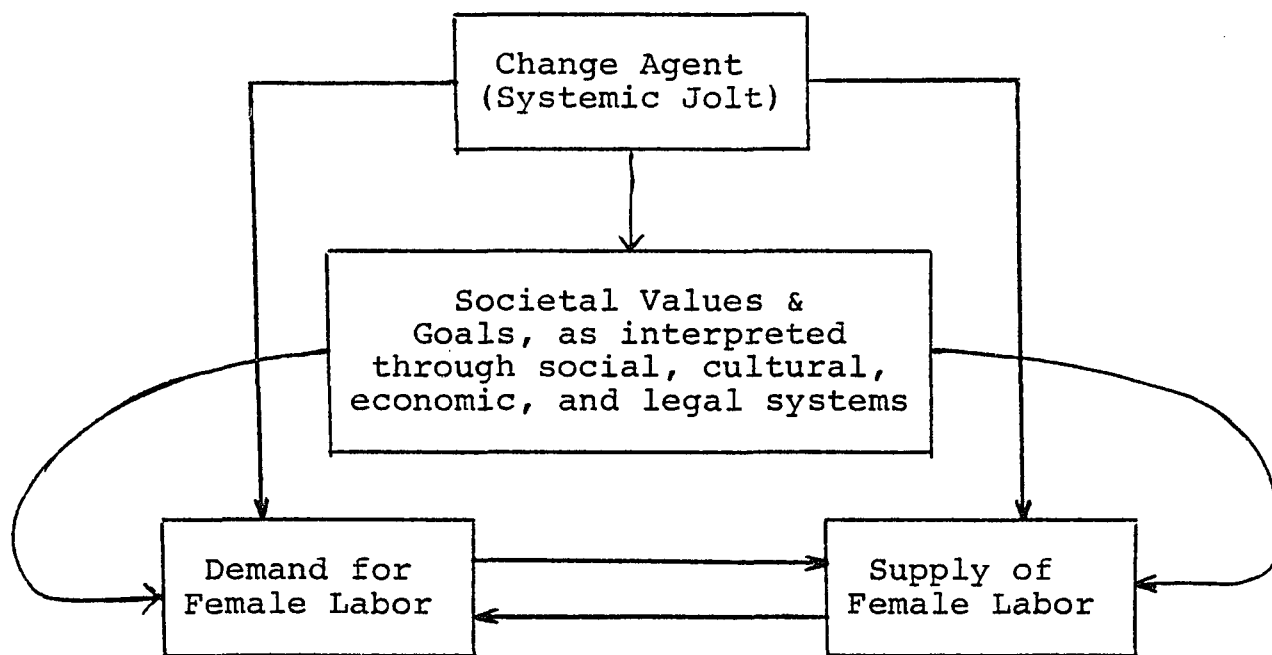 Change Agent
(Systemic Jolt)
Societal Values &
Goals, as interpreted
through social, cultural,
economic, and legal systems
Demand for
Female Labor
Supply of
Female Labor